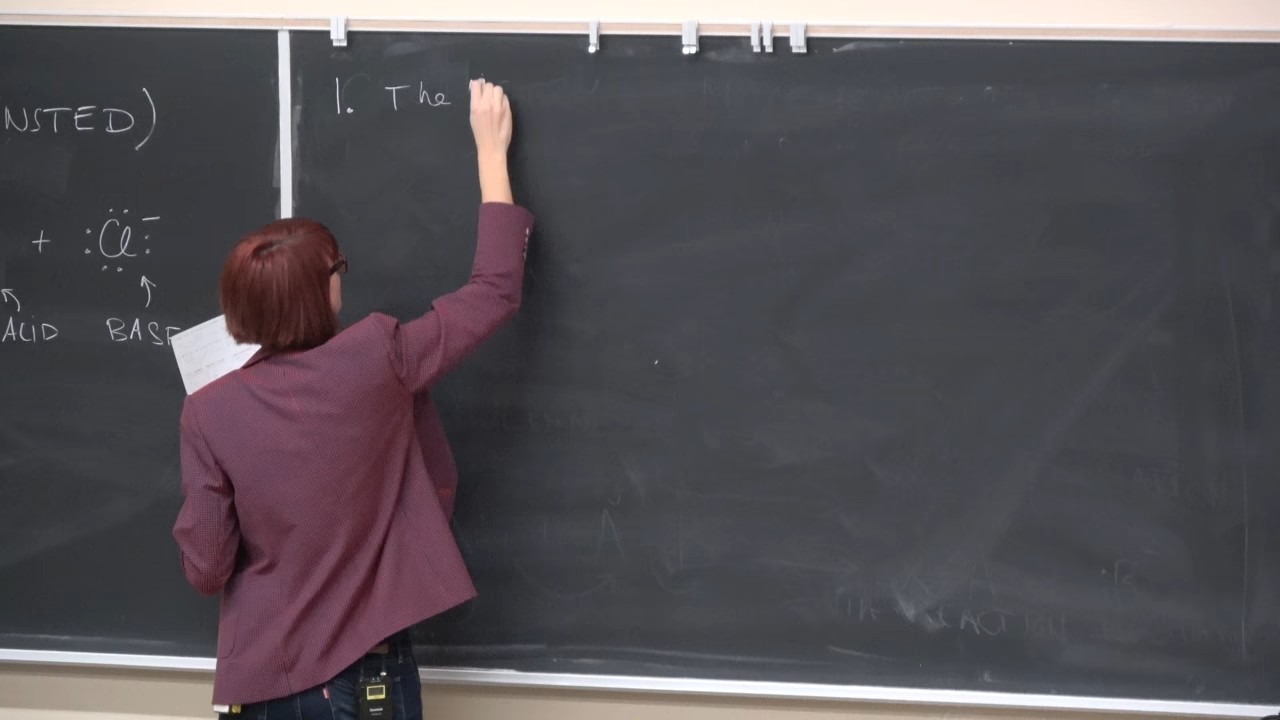 NSTED)
+ :Cl:⁻
ACID BASE
1. The